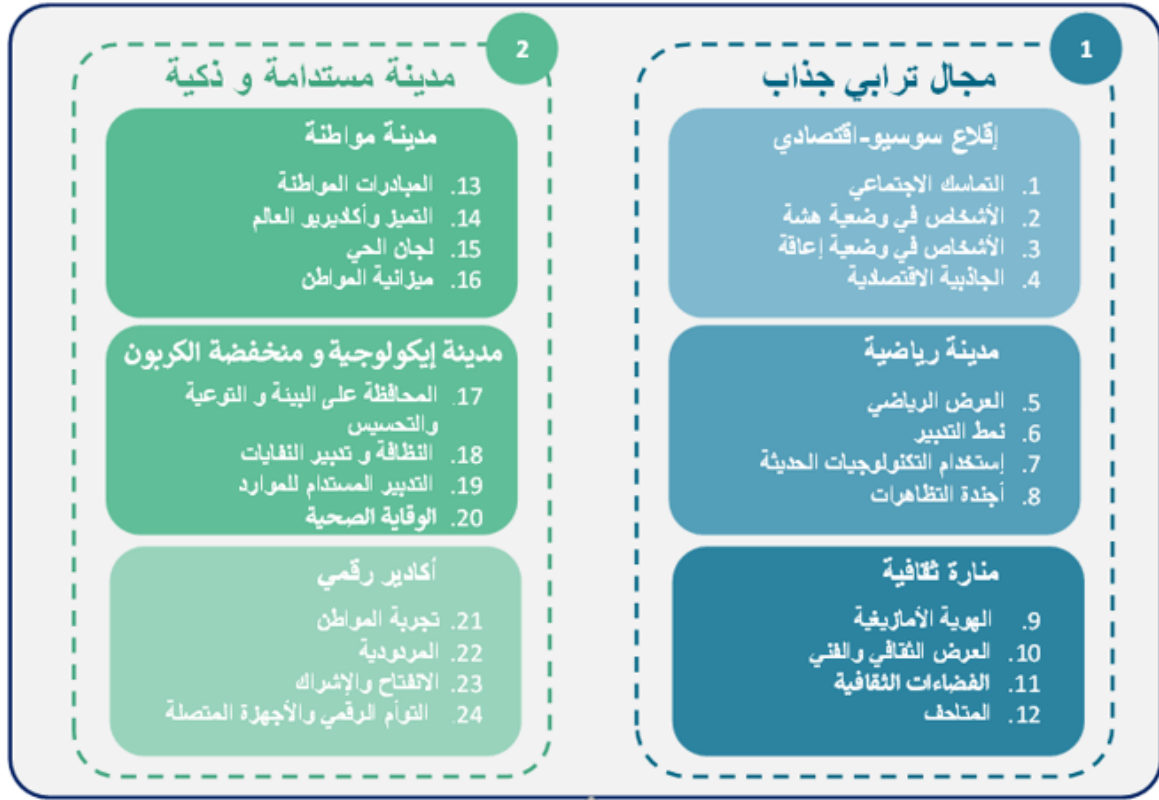 1
مجال ترابي جذاب
إقلاع سوسيو-اقتصادي
1. التماسك الاجتماعي
2. الأشخاص في وضعية هشة
3. الأشخاص في وضعية إعاقة
4. الجاذبية الاقتصادية
مدينة رياضية
5. العرض الرياضي
6. نمط التدبير
7. إستخدام التكنولوجيات الحديثة
8. أجندة التظاهرات
منارة ثقافية
9. الهوية الأمازيغية
10. العرض الثقافي والفني
11. الفضاءات الثقافية
12. المتاحف
2
مدينة مستدامة و ذكية
مدينة مواطنة
13. المبادرات المواطنة
14. التميز وأكاديريو العالم
15. لجان الحي
16. ميزانية المواطن
مدينة إيكولوجية و منخفضة الكربون
17. المحافظة على البيئة و التوعية
والتحسيس
18. النظافة و تدبير النفايات
19. التدبير المستدام للموارد
20. الوقاية الصحية
أكادير رقمي
21. تجربة المواطن
22. المردودية
23. الانفتاح والإشراك
24. التوأم الرقمي والأجهزة المتصلة